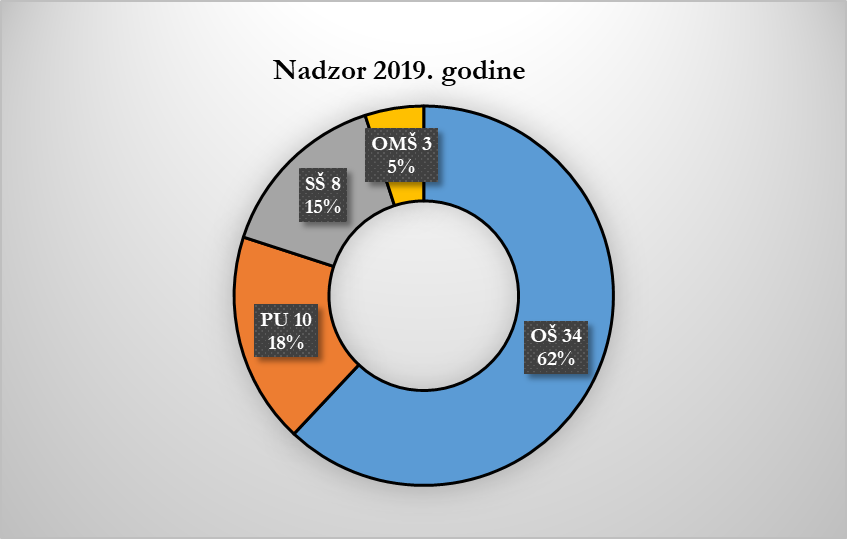 Nadzor 2019. godine
OMŠ 3
5%
SŠ 8
15%
PU 10
18%
OŠ 34
62%